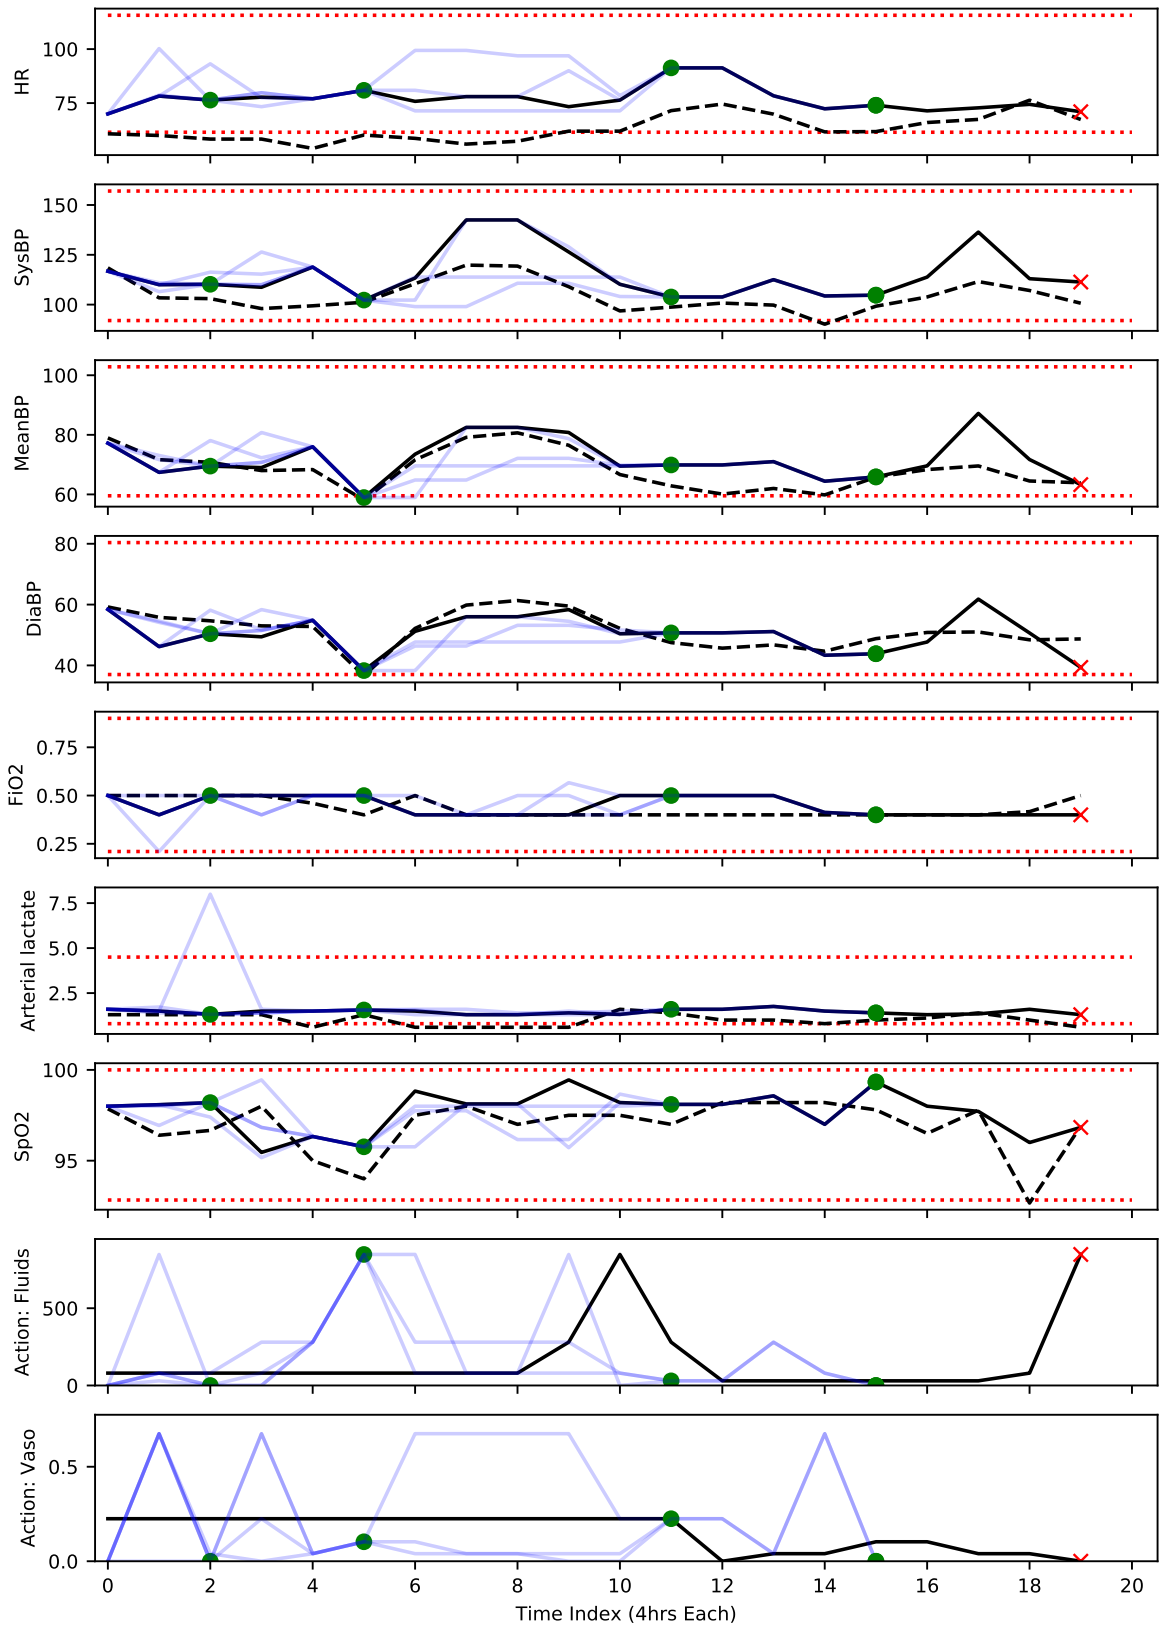 HR
100
75
SysBP
150
125
100
MeanBP
100
80
60
DiaBP
80
60
40
FiO2
0.75
0.50
0.25
Arterial lactate
7.5
5.0
2.5
SpO2
100
95
Action: Fluids
500
0
Action: Vaso
0.5
0.0
0 2 4 6 8 10 12 14 16 18 20
Time Index (4hrs Each)